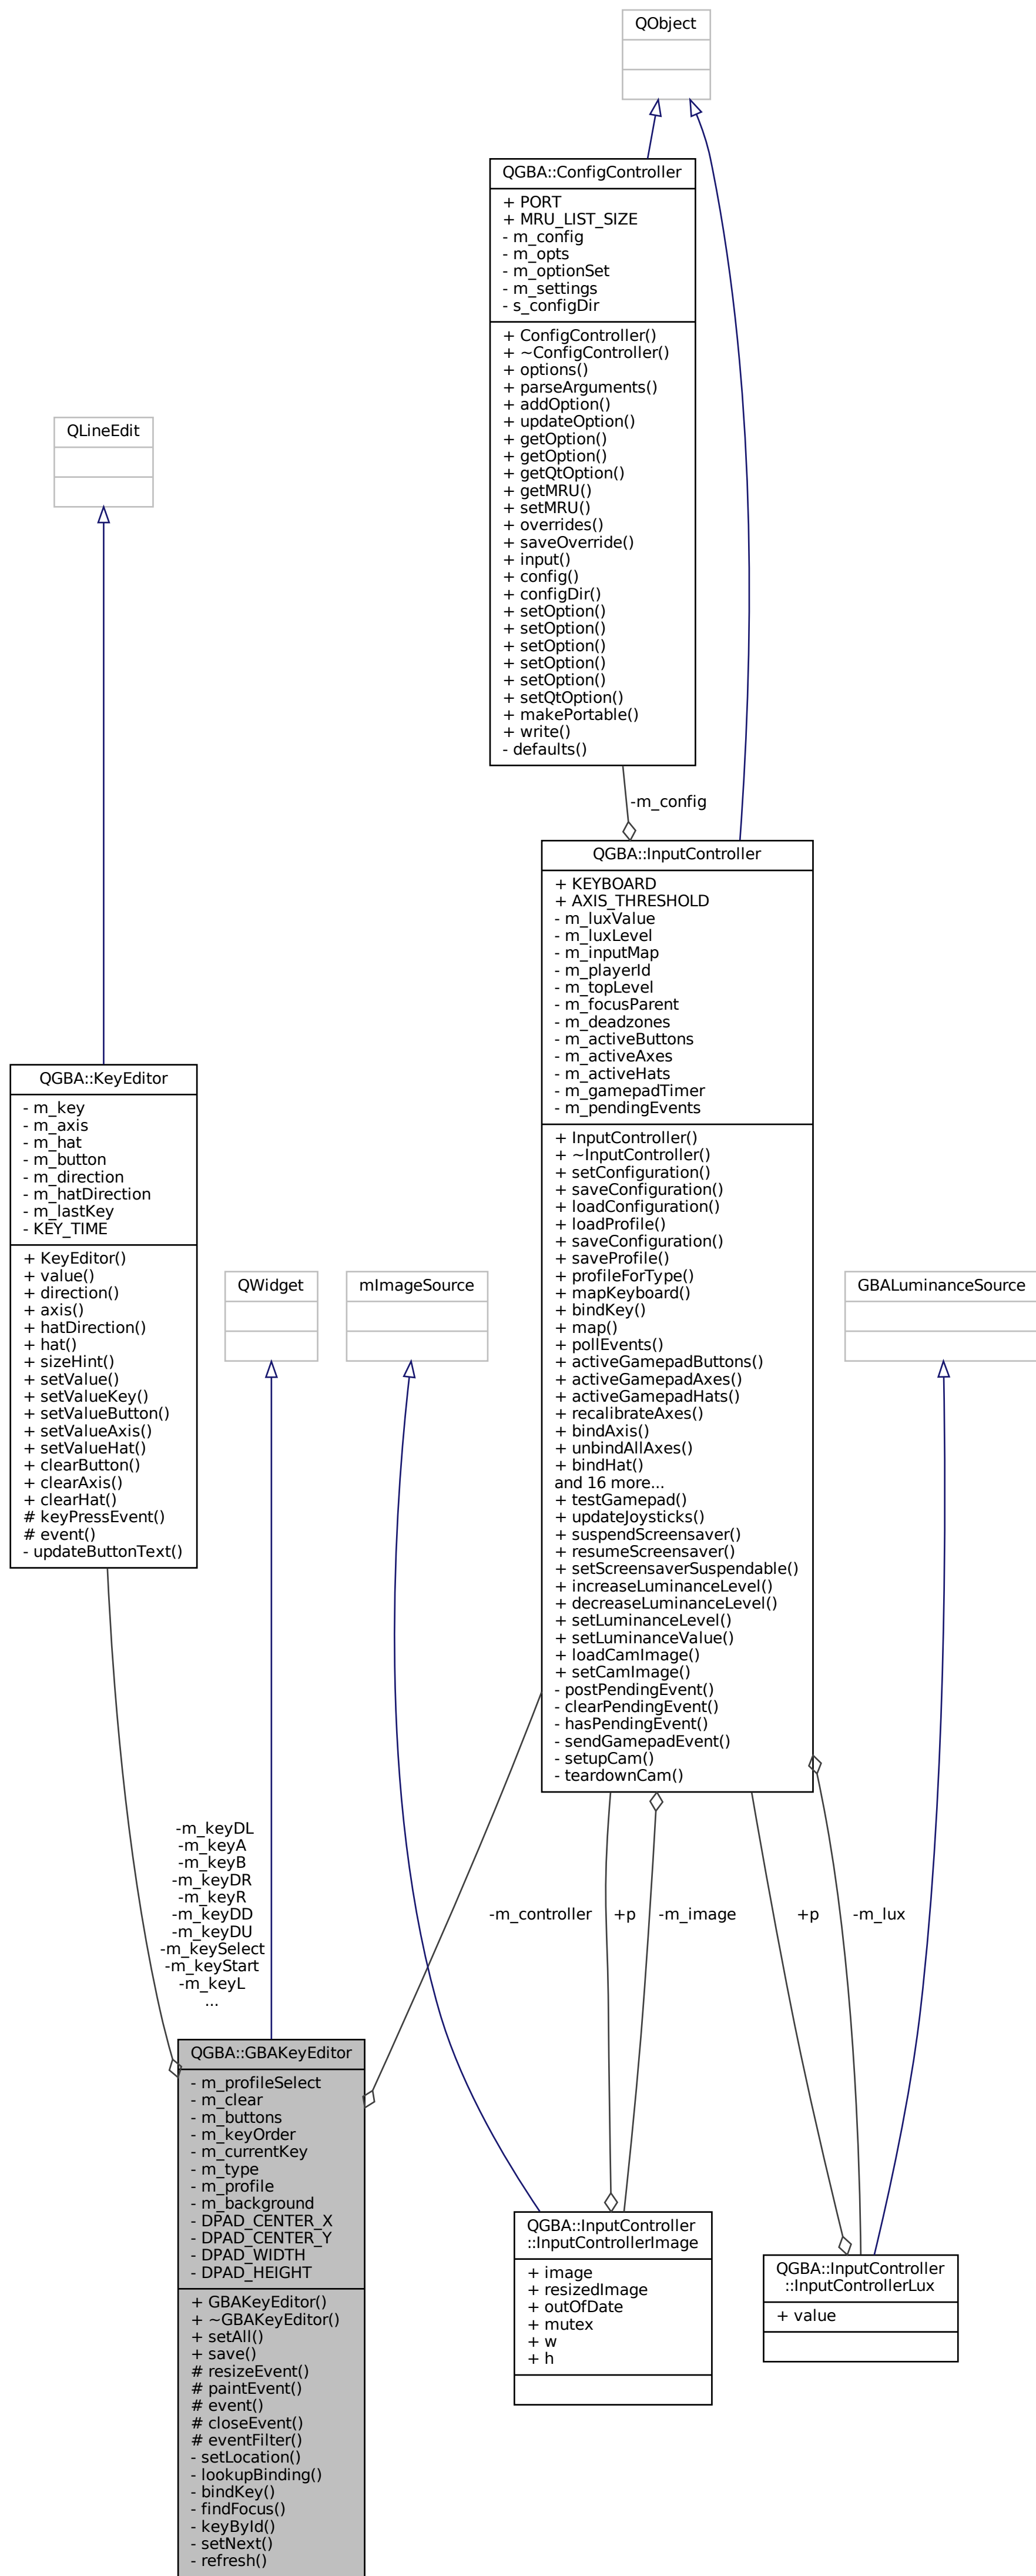 QObject
QGBA::ConfigController
+ PORT
+ MRU_LIST_SIZE
- m_config
- m_opts
- m_optionSet
- m_settings
- s_configDir
+ ConfigController()
+ ~ConfigController()
+ options()
+ parseArguments()
+ addOption()
+ updateOption()
+ getOption()
+ getOption()
+ getQtOption()
+ getMRU()
+ setMRU()
+ overrides()
+ saveOverride()
+ input()
+ config()
+ configDir()
+ setOption()
+ setOption()
+ setOption()
+ setOption()
+ setOption()
+ setQtOption()
+ makePortable()
+ write()
- defaults()
QLineEdit
-m_config
QGBA::InputController
+ KEYBOARD
+ AXIS_THRESHOLD
- m_luxValue
- m_luxLevel
- m_inputMap
- m_playerId
- m_topLevel
- m_focusParent
- m_deadzones
- m_activeButtons
- m_activeAxes
- m_activeHats
- m_gamepadTimer
- m_pendingEvents
+ InputController()
+ ~InputController()
+ setConfiguration()
+ saveConfiguration()
+ loadConfiguration()
+ loadProfile()
+ saveConfiguration()
+ saveProfile()
+ profileForType()
+ mapKeyboard()
+ bindKey()
+ map()
+ pollEvents()
+ activeGamepadButtons()
+ activeGamepadAxes()
+ activeGamepadHats()
+ recalibrateAxes()
+ bindAxis()
+ unbindAllAxes()
+ bindHat()
and 16 more...
+ testGamepad()
+ updateJoysticks()
+ suspendScreensaver()
+ resumeScreensaver()
+ setScreensaverSuspendable()
+ increaseLuminanceLevel()
+ decreaseLuminanceLevel()
+ setLuminanceLevel()
+ setLuminanceValue()
+ loadCamImage()
+ setCamImage()
- postPendingEvent()
- clearPendingEvent()
- hasPendingEvent()
- sendGamepadEvent()
- setupCam()
- teardownCam()
QGBA::KeyEditor
- m_key
- m_axis
- m_hat
- m_button
- m_direction
- m_hatDirection
- m_lastKey
- KEY_TIME
+ KeyEditor()
+ value()
+ direction()
+ axis()
+ hatDirection()
+ hat()
+ sizeHint()
+ setValue()
+ setValueKey()
+ setValueButton()
+ setValueAxis()
+ setValueHat()
+ clearButton()
+ clearAxis()
+ clearHat()
# keyPressEvent()
# event()
- updateButtonText()
QWidget
mImageSource
GBALuminanceSource
-m_keyDL
-m_keyA
-m_keyB
-m_keyDR
-m_keyR
-m_keyDD
-m_keyDU
-m_keySelect
-m_keyStart
-m_keyL
...
-m_controller
+p
-m_image
+p
-m_lux
QGBA::GBAKeyEditor
- m_profileSelect
- m_clear
- m_buttons
- m_keyOrder
- m_currentKey
- m_type
- m_profile
- m_background
- DPAD_CENTER_X
- DPAD_CENTER_Y
- DPAD_WIDTH
- DPAD_HEIGHT
+ GBAKeyEditor()
+ ~GBAKeyEditor()
+ setAll()
+ save()
# resizeEvent()
# paintEvent()
# event()
# closeEvent()
# eventFilter()
- setLocation()
- lookupBinding()
- bindKey()
- findFocus()
- keyById()
- setNext()
- refresh()
QGBA::InputController
::InputControllerImage
+ image
+ resizedImage
+ outOfDate
+ mutex
+ w
+ h
QGBA::InputController
::InputControllerLux
+ value